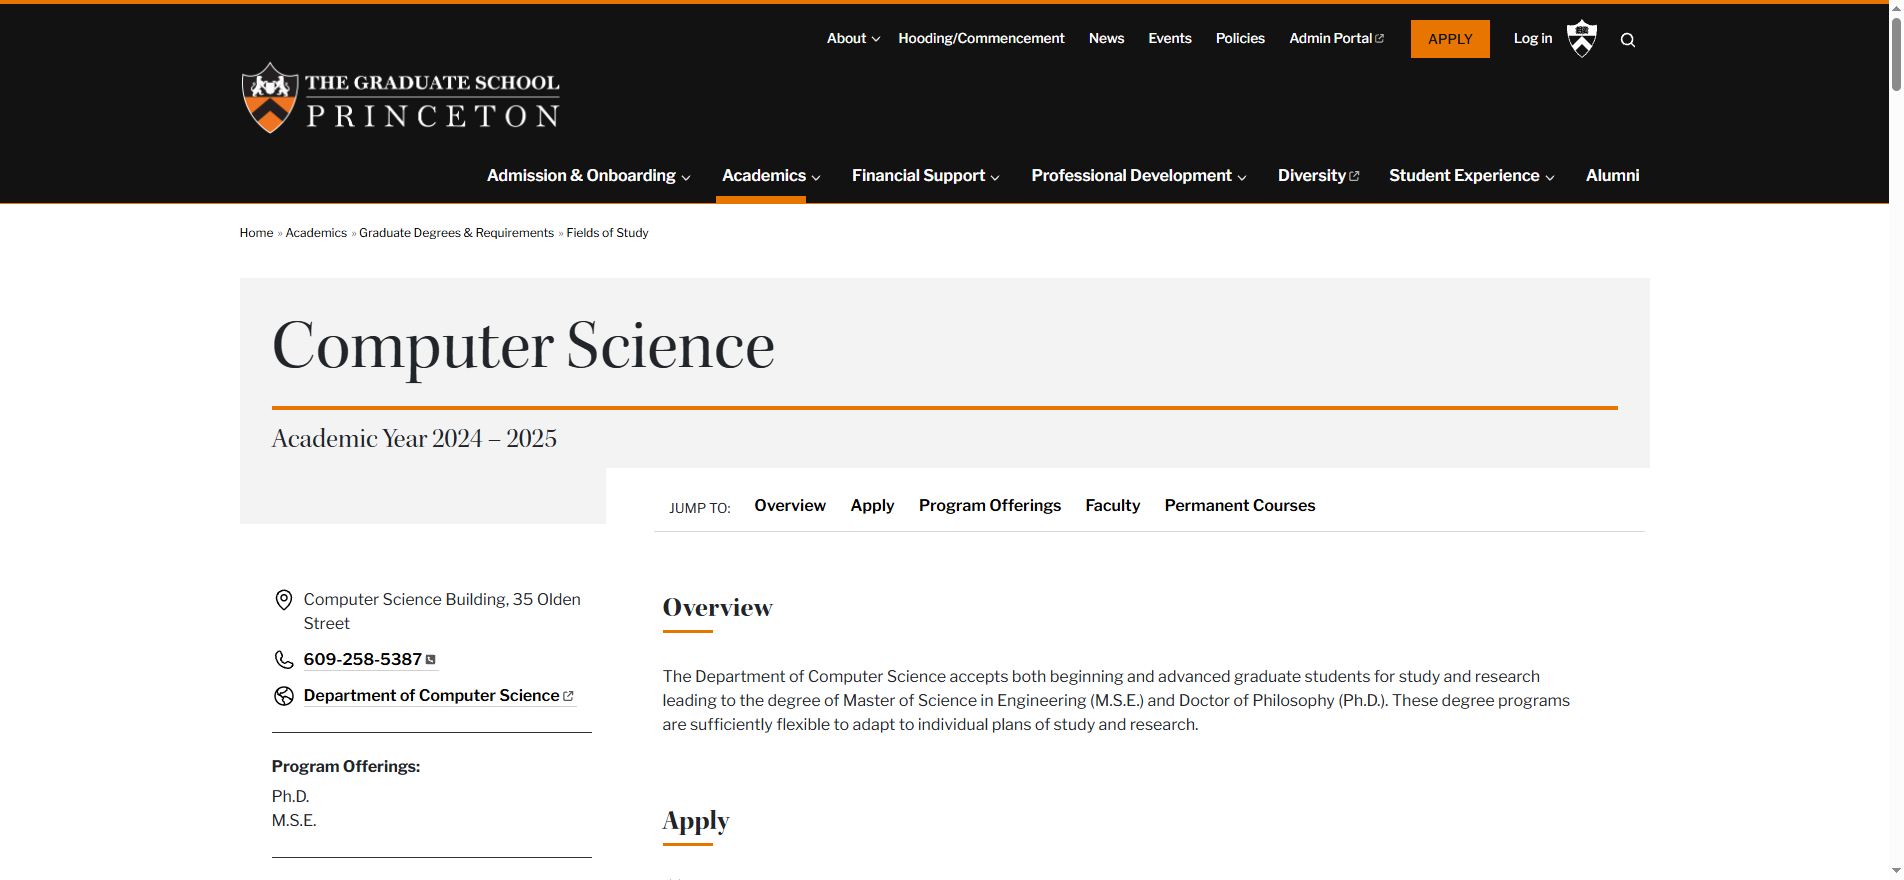 About Hooding/Commencement News Events Policies Admin Portal APPLY Log in
THE GRADUATE SCHOOL
PRINCETON
Admission & Onboarding Academics Financial Support Professional Development Diversity Student Experience Alumni
Home » Academics » Graduate Degrees & Requirements » Fields of Study
Computer Science
Academic Year 2024 – 2025
JUMP TO: Overview Apply Program Offerings Faculty Permanent Courses
Computer Science Building, 35 Olden
Street
609-258-5387
Department of Computer Science
Program Offerings:
Ph.D.
M.S.E.
Overview
The Department of Computer Science accepts both beginning and advanced graduate students for study and research
leading to the degree of Master of Science in Engineering (M.S.E.) and Doctor of Philosophy (Ph.D.). These degree programs
are sufficiently flexible to adapt to individual plans of study and research.
Apply